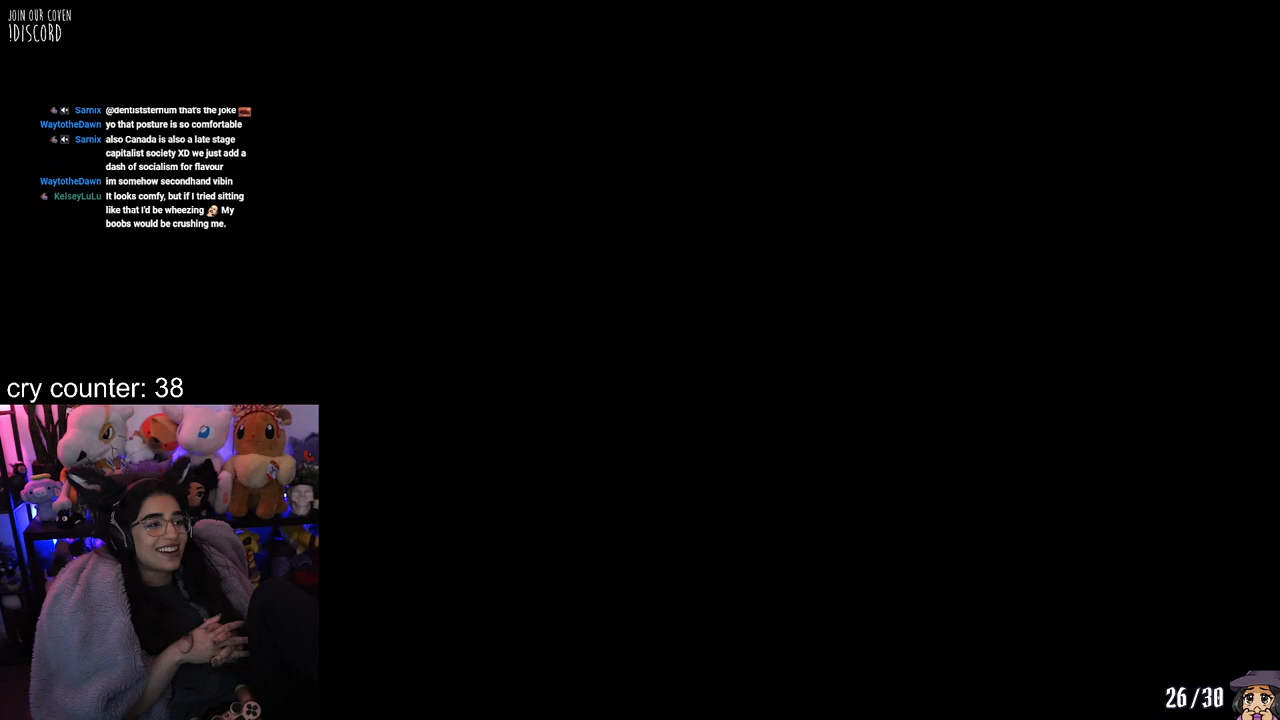 JOIN OUR COVEN
!DISCORD
Sarnix @dentiststernum that's the joke
WaytotheDawn yo that posture is so comfortable
Sarnix also Canada is also a late stage
capitalist society XD we just add a
dash of socialism for flavour
WaytotheDawn im somehow secondhand vibin
KelseyLuLu It looks comfy, but if I tried sitting
like that I'd be wheezing My
boobs would be crushing me.
cry counter: 38
26/30